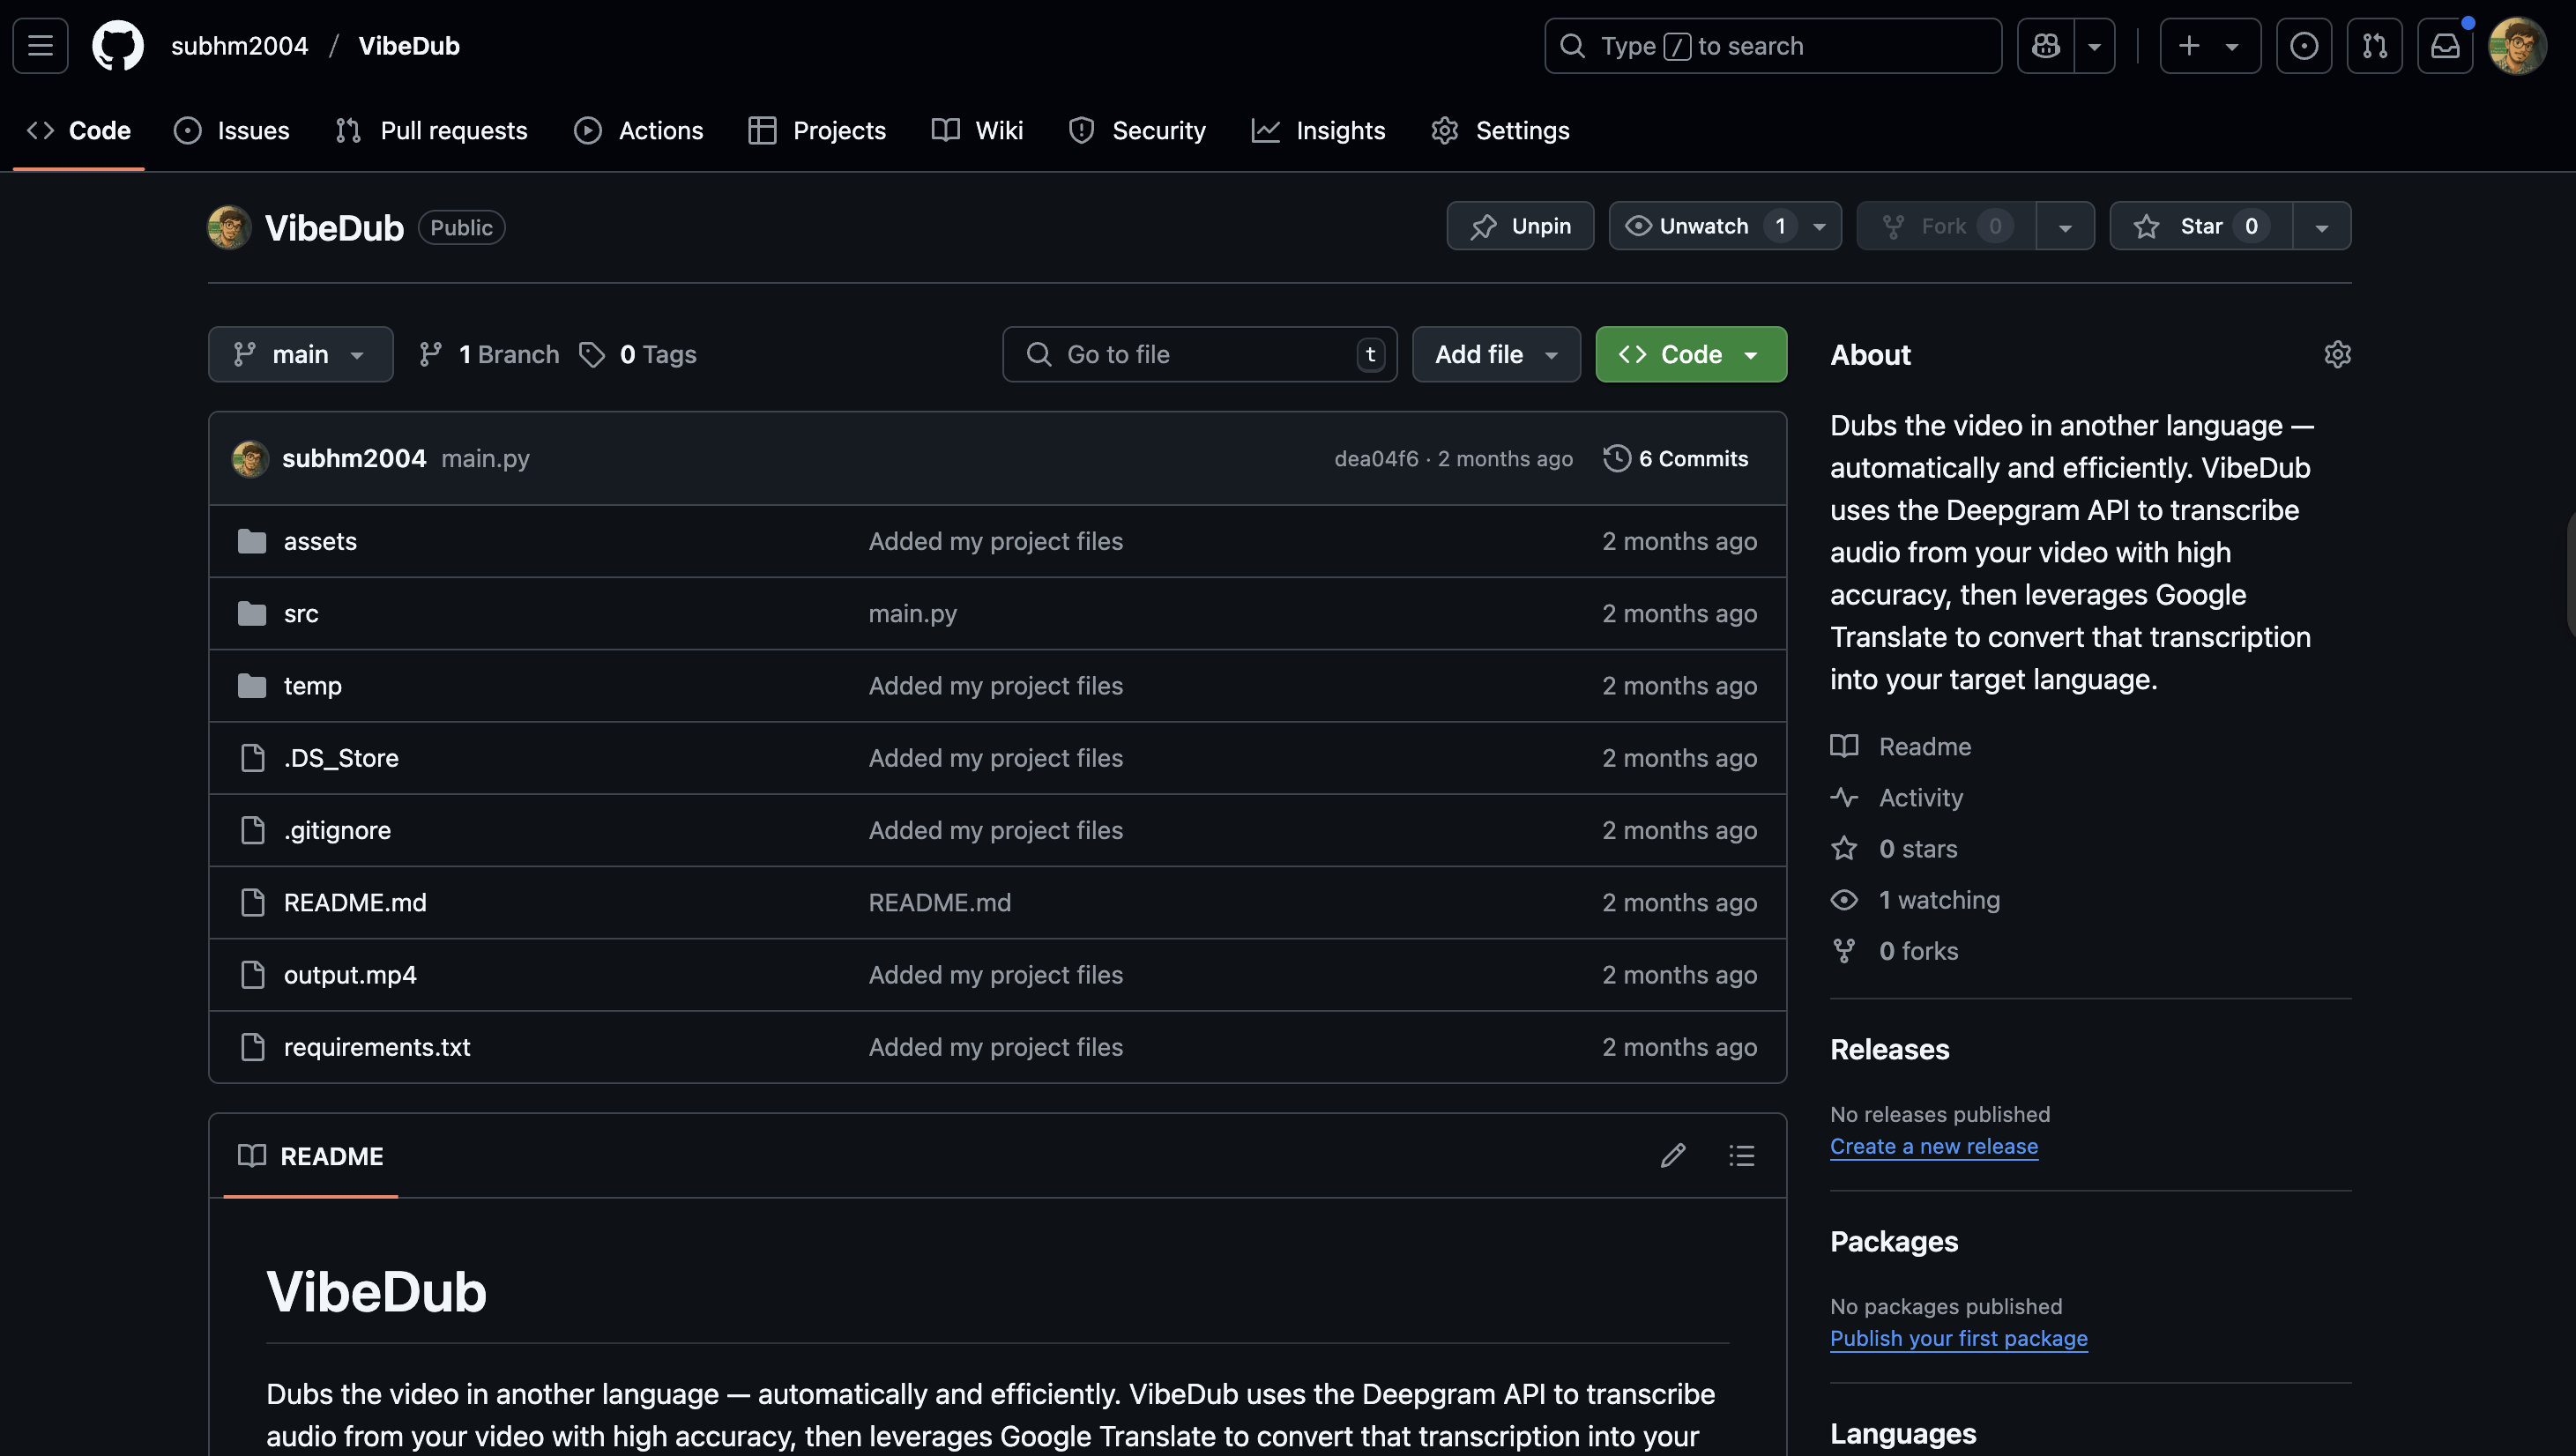 subhm2004 / VibeDub
Type / to search
Code Issues Pull requests Actions Projects Wiki Security Insights Settings
VibeDub Public
Unpin Unwatch 1 Fork 0 Star 0
main 1 Branch 0 Tags Go to file t Add file Code
subhm2004 main.py dea04f6 · 2 months ago 6 Commits
assets Added my project files 2 months ago
src main.py 2 months ago
temp Added my project files 2 months ago
.DS_Store Added my project files 2 months ago
.gitignore Added my project files 2 months ago
README.md README.md 2 months ago
output.mp4 Added my project files 2 months ago
requirements.txt Added my project files 2 months ago
README
VibeDub
Dubs the video in another language — automatically and efficiently. VibeDub uses the Deepgram API to transcribe
audio from your video with high accuracy, then leverages Google Translate to convert that transcription into your
About
Dubs the video in another language —
automatically and efficiently. VibeDub
uses the Deepgram API to transcribe
audio from your video with high
accuracy, then leverages Google
Translate to convert that transcription
into your target language.
Readme
Activity
0 stars
1 watching
0 forks
Releases
No releases published
Create a new release
Packages
No packages published
Publish your first package
Languages